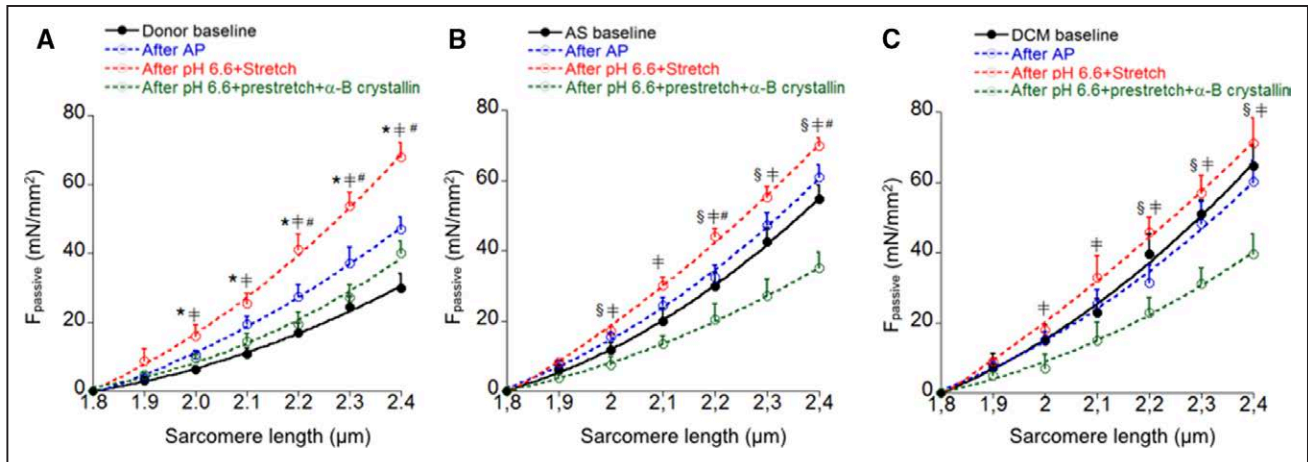 A
Donor baseline
After AP
After pH 6.6+Stretch
After pH 6.6+prestretch+α-B crystallin
80
60
40
20
0
Fpassive (mN/mm²)
*‡
*‡
*‡#
*‡#
*‡#
1.8 1.9 2.0 2.1 2.2 2.3 2.4
Sarcomere length (µm)
B
AS baseline
After AP
After pH 6.6+Stretch
After pH 6.6+prestretch+α-B crystallin
80
60
40
20
0
Fpassive (mN/mm²)
§‡
‡
§‡#
§‡
§‡#
1,8 1,9 2 2,1 2,2 2,3 2,4
Sarcomere length (µm)
C
DCM baseline
After AP
After pH 6.6+Stretch
After pH 6.6+prestretch+α-B crystallin
80
60
40
20
0
Fpassive (mN/mm²)
‡
‡
§‡
§‡
§‡
1,8 1,9 2 2,1 2,2 2,3 2,4
Sarcomere length (µm)